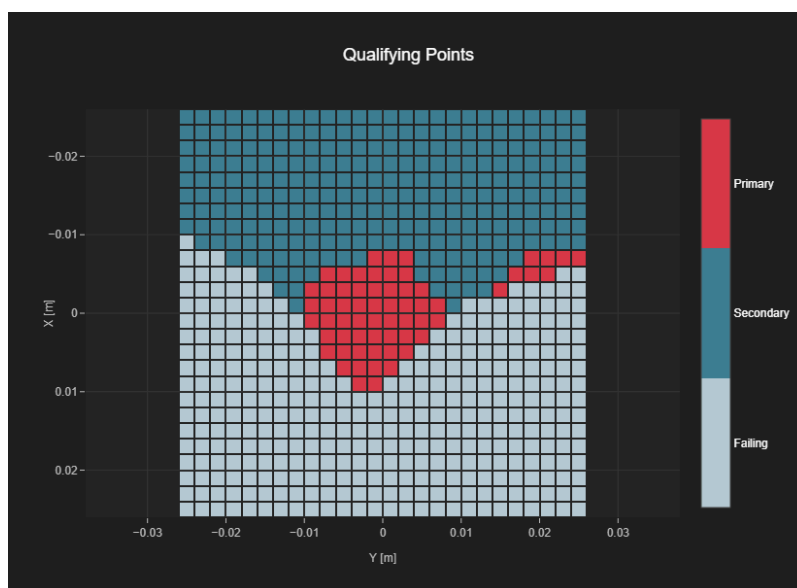 Qualifying Points
−0.02
−0.01
0
0.01
0.02
X [m]
−0.03
−0.02
−0.01
0
0.01
0.02
0.03
Y [m]
Primary
Secondary
Failing